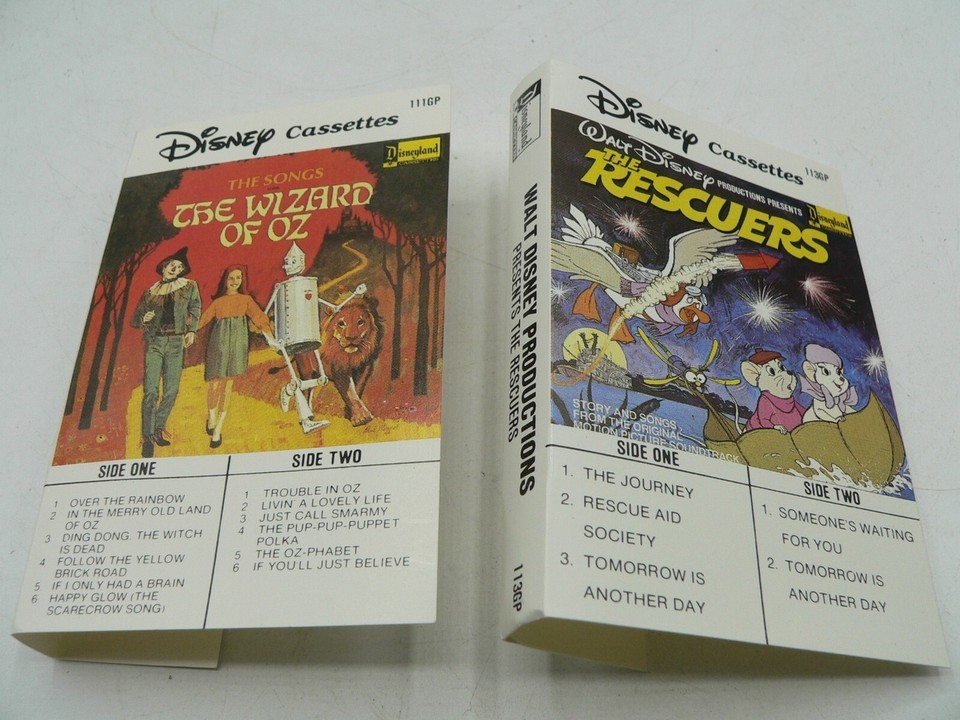 111GP
Disney Cassettes
Disneyland
THE SONGS
THE WIZARD
OF OZ
SIDE ONE
1 OVER THE RAINBOW
2 IN THE MERRY OLD LAND
OF OZ
3 DING DONG, THE WITCH
IS DEAD
4 FOLLOW THE YELLOW
BRICK ROAD
5 IF I ONLY HAD A BRAIN
6 HAPPY GLOW (THE
SCARECROW SONG)
SIDE TWO
1 TROUBLE IN OZ
2 LIVIN' A LOVELY LIFE
3 JUST CALL SMARMY
4 THE PUP-PUP-PUPPET
POLKA
5 THE OZ-PHABET
6 IF YOU'LL JUST BELIEVE
Disneyland
WALT DISNEY PRODUCTIONS
PRESENTS THE RESCUERS
113GP
Disney Cassettes
113GP
WALT DISNEY PRODUCTIONS PRESENTS
THE
RESCUERS
Disneyland
STORY AND SONGS
FROM THE ORIGINAL
MOTION PICTURE SOUNDTRACK
SIDE ONE
1. THE JOURNEY
2. RESCUE AID
SOCIETY
3. TOMORROW IS
ANOTHER DAY
SIDE TWO
1. SOMEONE'S WAITING
FOR YOU
2. TOMORROW IS
ANOTHER DAY